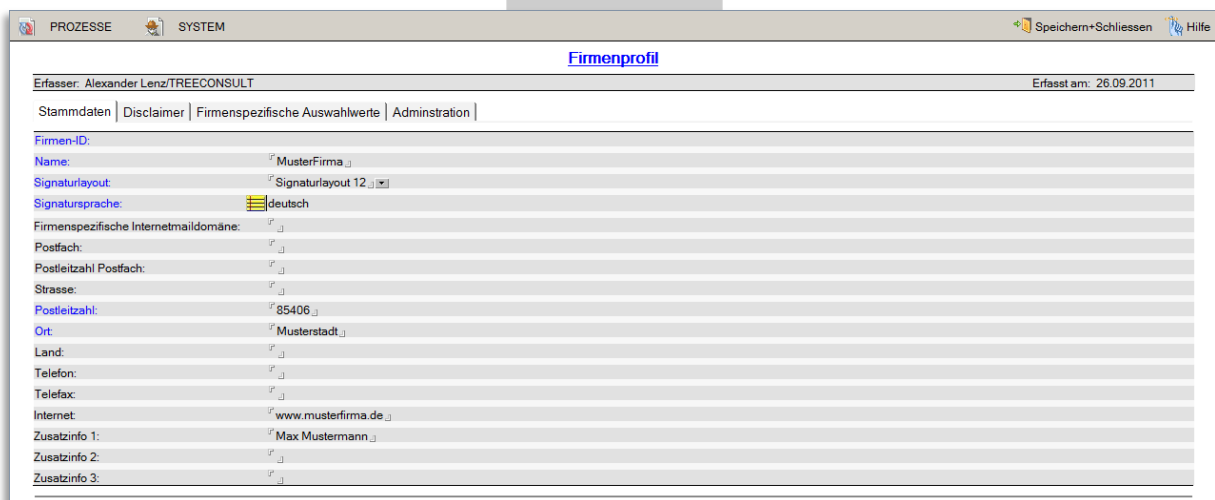 PROZESSE SYSTEM Speichern+Schliessen Hilfe
Firmenprofil
Erfasser: Alexander Lenz/TREECONSULT Erfasst am: 26.09.2011
Stammdaten Disclaimer Firmenspezifische Auswahlwerte Adminstration
Firmen-ID:
Name: MusterFirma
Signaturlayout: Signaturlayout 12
Signatursprache: deutsch
Firmenspezifische Internetmaildomäne:
Postfach:
Postleitzahl Postfach:
Strasse:
Postleitzahl: 85406
Ort: Musterstadt
Land:
Telefon:
Telefax:
Internet: www.musterfirma.de
Zusatzinfo 1: Max Mustermann
Zusatzinfo 2:
Zusatzinfo 3: